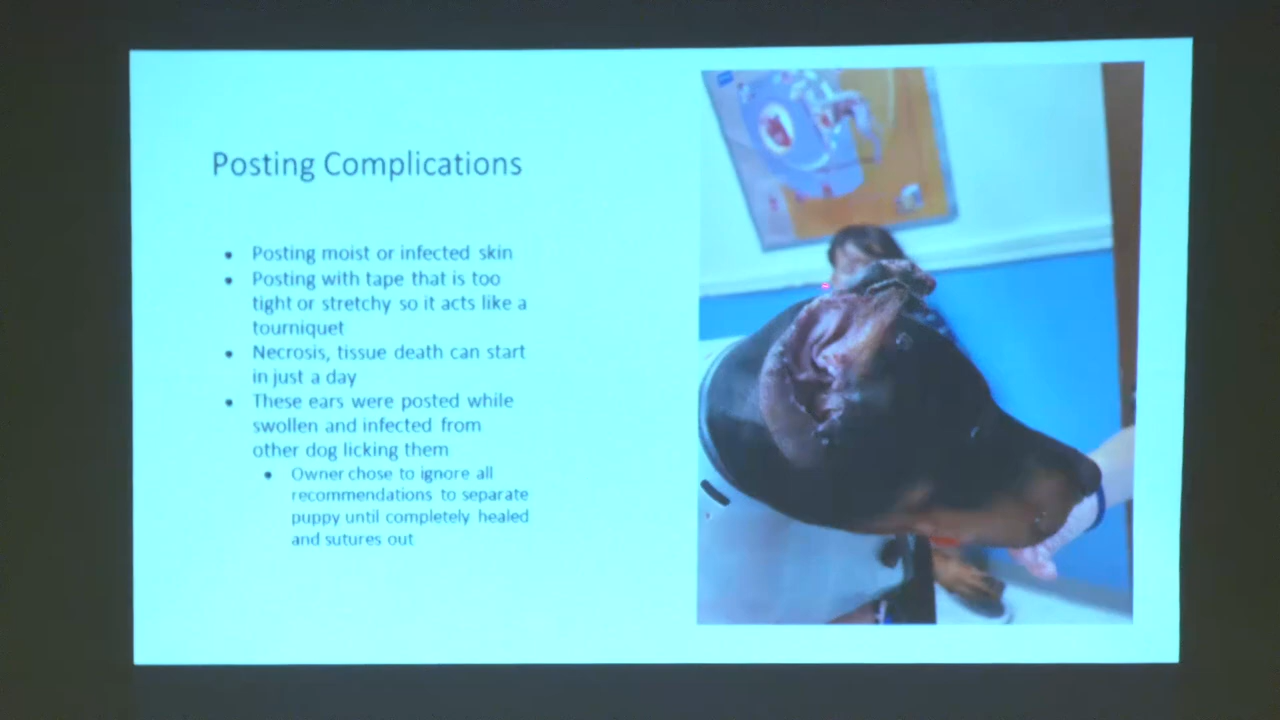 Posting Complications
• Posting moist or infected skin
• Posting with tape that is too
tight or stretchy so it acts like a
tourniquet
• Necrosis, tissue death can start
in just a day
• These ears were posted while
swollen and infected from
other dog licking them
• Owner chose to ignore all
recommendations to separate
puppy until completely healed
and sutures out